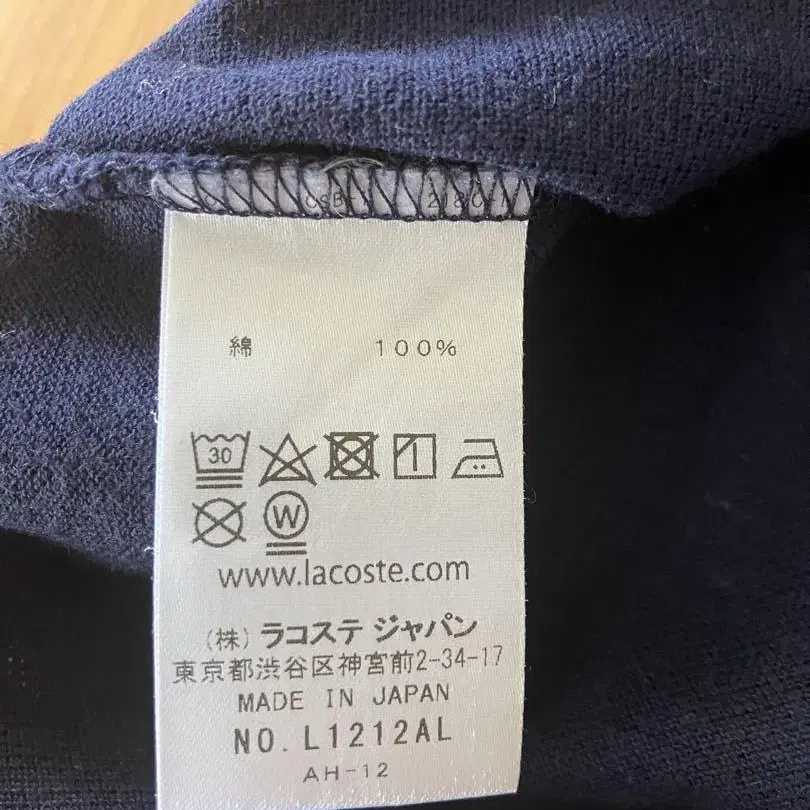 綿 100%
30
W
www.lacoste.com
(株) ラコステ ジャパン
東京都渋谷区神宮前2-34-17
MADE IN JAPAN
NO. L1212AL
AH-12